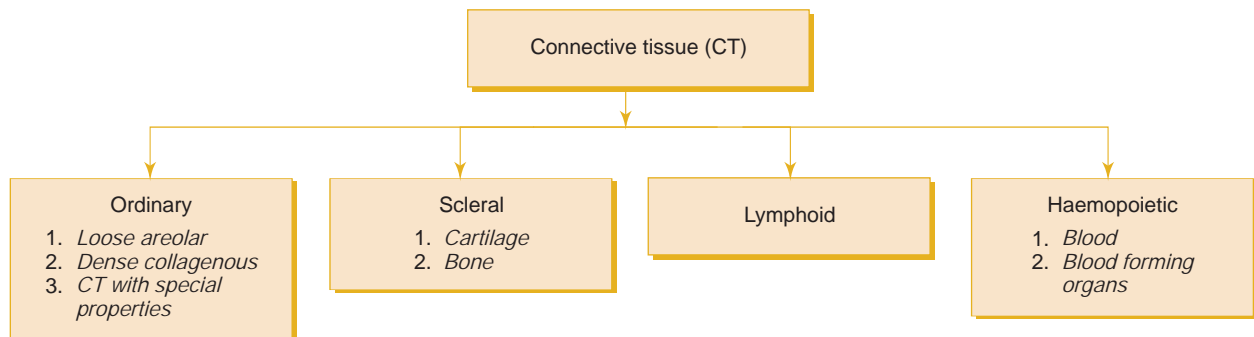 Connective tissue (CT)
Ordinary
1. Loose areolar
2. Dense collagenous
3. CT with special
properties
Scleral
1. Cartilage
2. Bone
Lymphoid
Haemopoietic
1. Blood
2. Blood forming
organs